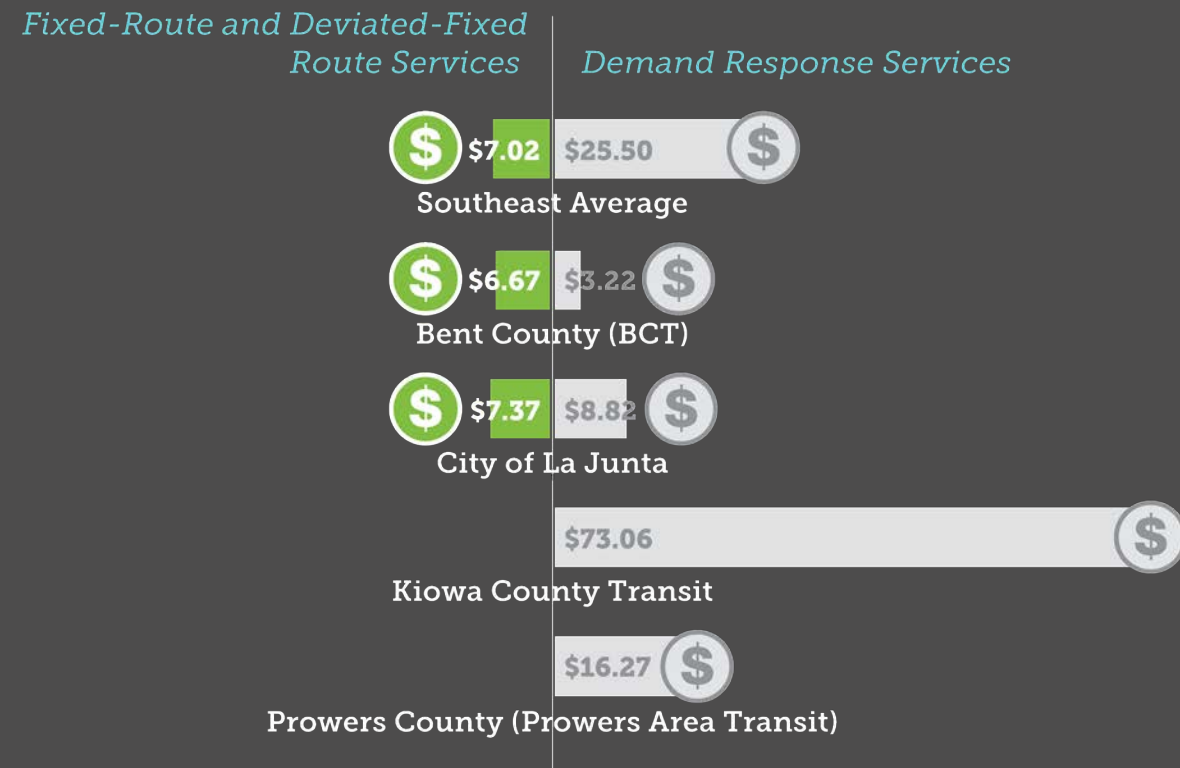 Fixed-Route and Deviated-Fixed
Route Services
Demand Response Services
$ $7.02 $25.50 $
Southeast Average
$ $6.67 $3.22 $
Bent County (BCT)
$ $7.37 $8.82 $
City of La Junta
$73.06 $
Kiowa County Transit
$16.27 $
Prowers County (Prowers Area Transit)